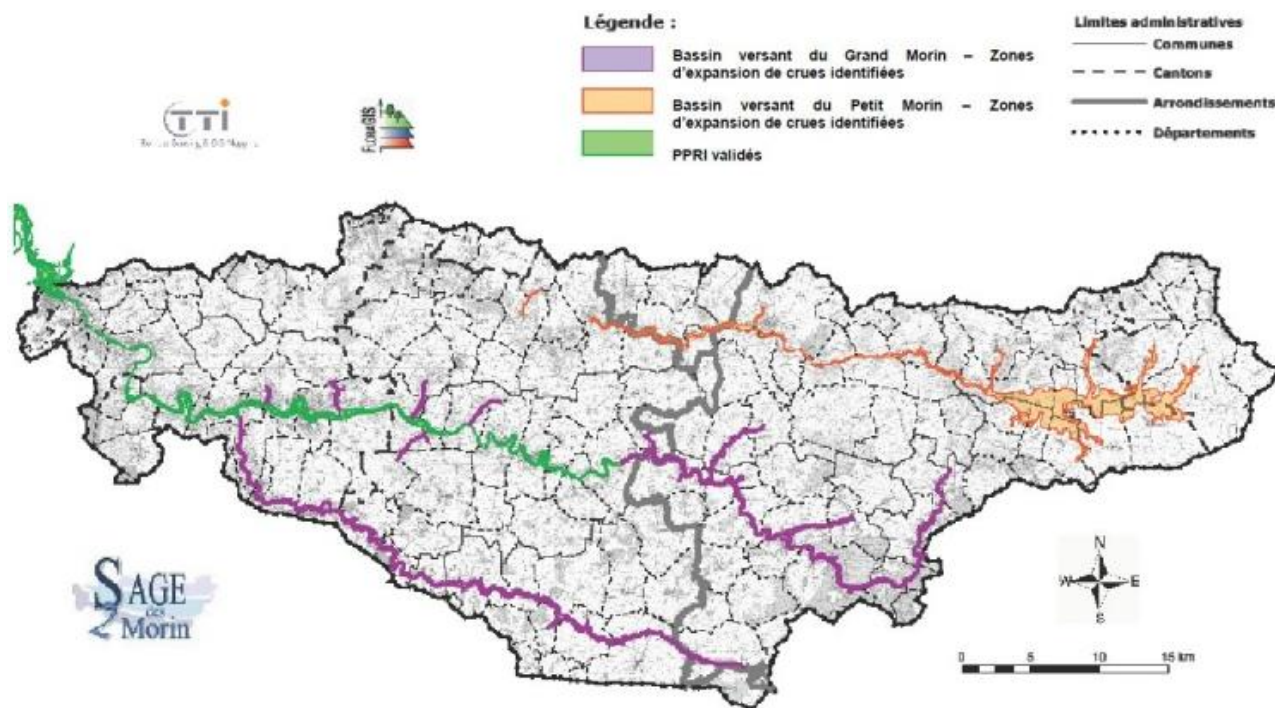 Légende :
Bassin versant du Grand Morin – Zones
d'expansion de crues identifiées
Bassin versant du Petit Morin – Zones
d'expansion de crues identifiées
PPRI validés
Limites administratives
Communes
Cantons
Arrondissements
Départements
TTI
FLORAGIS
SAGE
des
Morin
N
W E
S
0 5 10 15 km